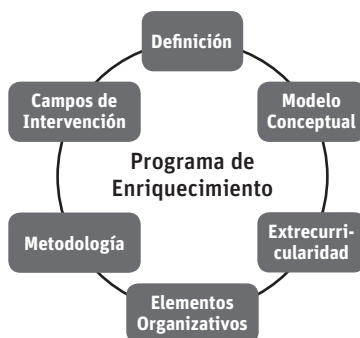 Definición
Campos de
Intervención
Modelo
Conceptual
Programa de
Enriquecimiento
Metodología
Extrecurri-
cularidad
Elementos
Organizativos